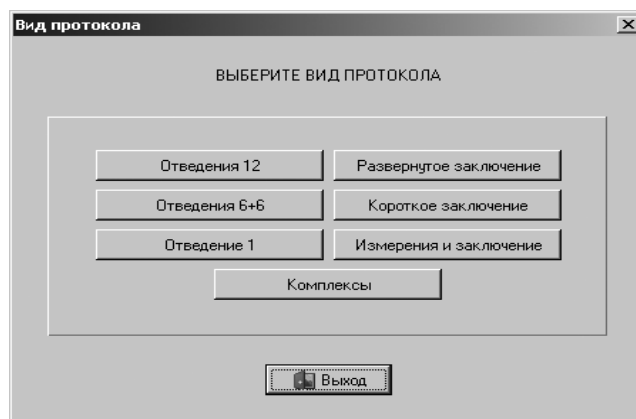 Вид протокола
ВЫБЕРИТЕ ВИД ПРОТОКОЛА
Отведения 12
Развернутое заключение
Отведения 6+6
Короткое заключение
Отведение 1
Измерения и заключение
Комплексы
Выход